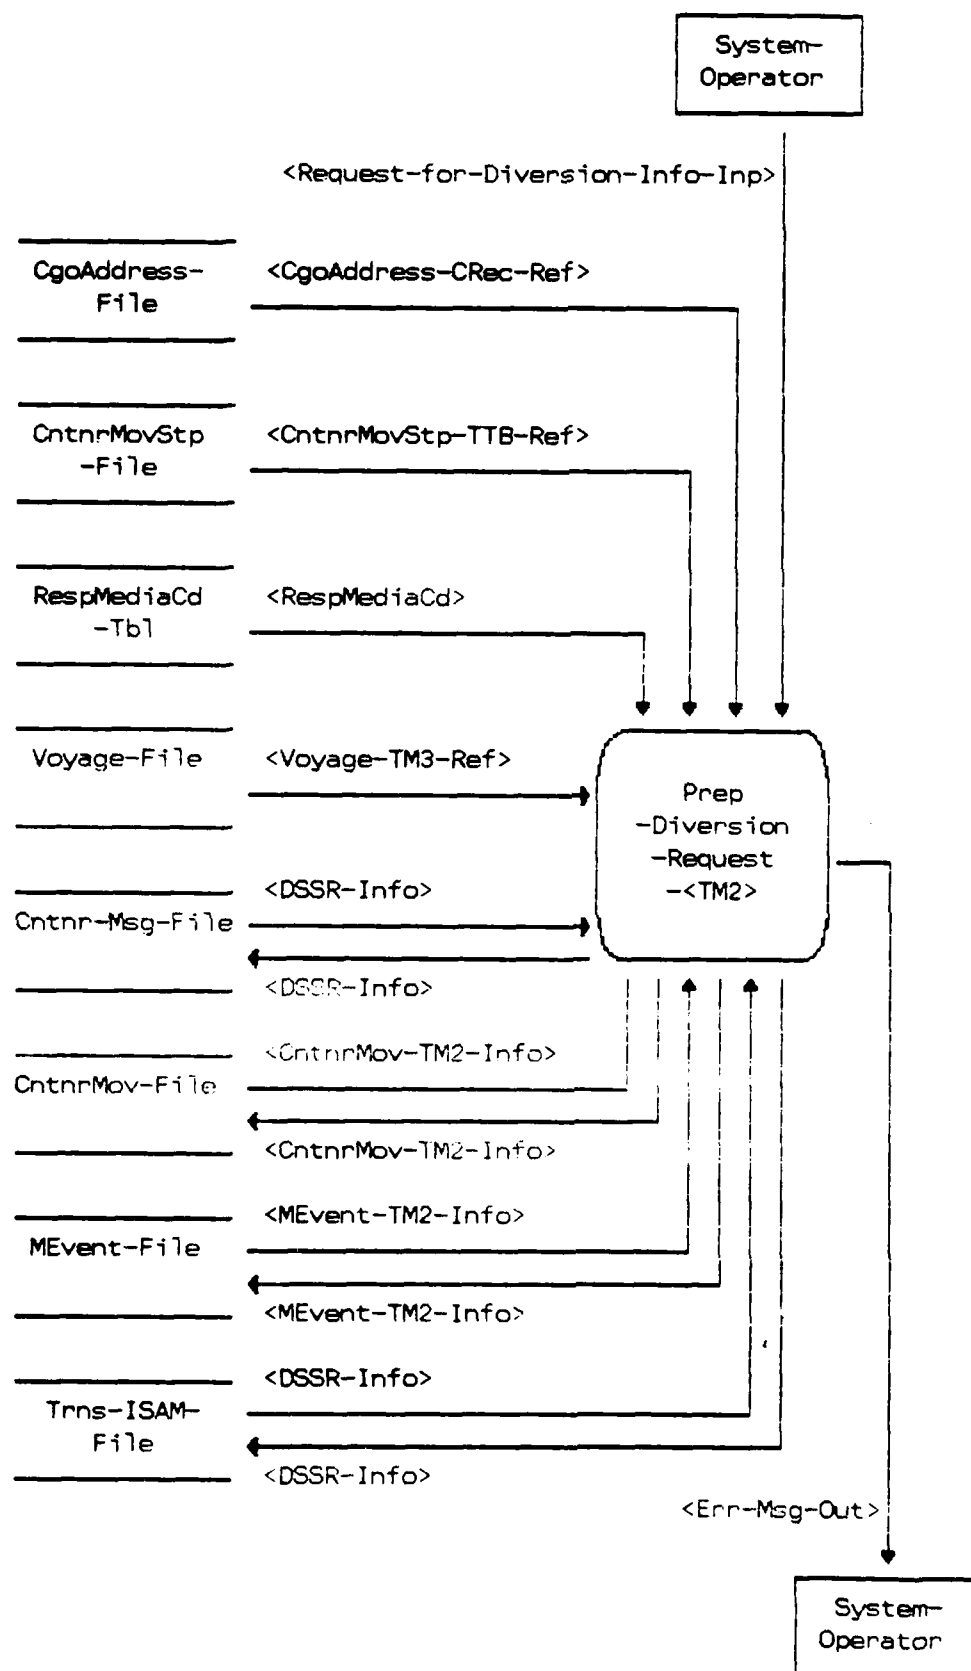 System-
Operator
<Request-for-Diversion-Info-Inp>
CgoAddress-
File
<CgoAddress-CRec-Ref>
CntnrMovStp
-File
<CntnrMovStp-TTB-Ref>
RespMediaCd
-Tbl
<RespMediaCd>
Voyage-File
<Voyage-TM3-Ref>
Prep
-Diversion
-Request
-<TM2>
Cntnr-Msg-File
<DSSR-Info>
<DSSR-Info>
CntnrMov-File
<CntnrMov-TM2-Info>
<CntnrMov-TM2-Info>
MEvent-File
<MEvent-TM2-Info>
<MEvent-TM2-Info>
Trns-ISAM-
File
<DSSR-Info>
<DSSR-Info>
<Err-Msg-Out>
System-
Operator